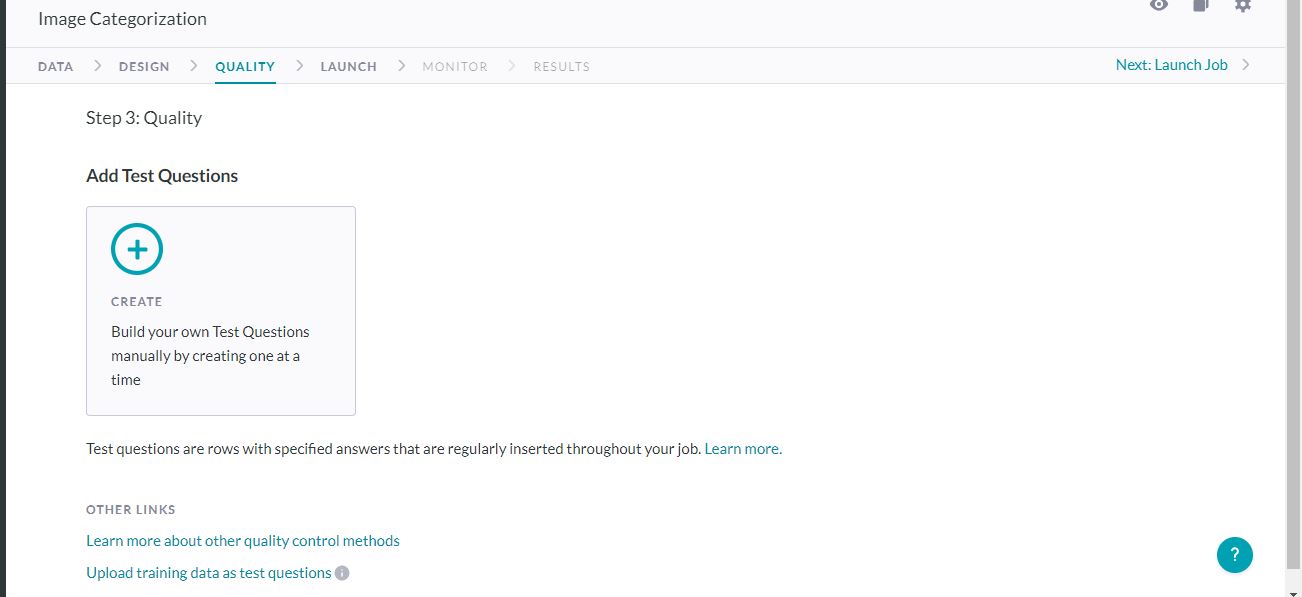 Image Categorization
DATA
DESIGN
QUALITY
LAUNCH
MONITOR
RESULTS
Next: Launch Job
Step 3: Quality
Add Test Questions
CREATE
Build your own Test Questions
manually by creating one at a
time
Test questions are rows with specified answers that are regularly inserted throughout your job. Learn more.
OTHER LINKS
Learn more about other quality control methods
Upload training data as test questions i
?